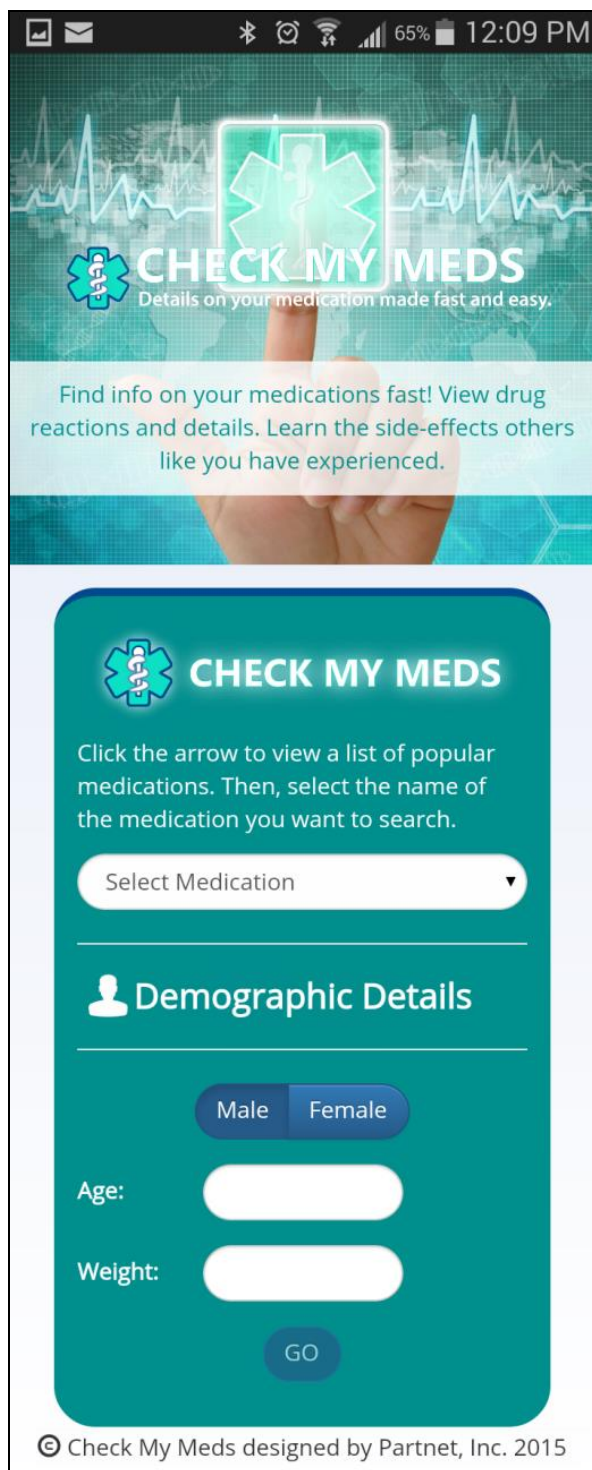 65% 12:09 PM
CHECK MY MEDS
Details on your medication made fast and easy.
Find info on your medications fast! View drug
reactions and details. Learn the side-effects others
like you have experienced.
CHECK MY MEDS
Click the arrow to view a list of popular
medications. Then, select the name of
the medication you want to search.
Select Medication
Demographic Details
Male Female
Age:
Weight:
GO
© Check My Meds designed by Partnet, Inc. 2015